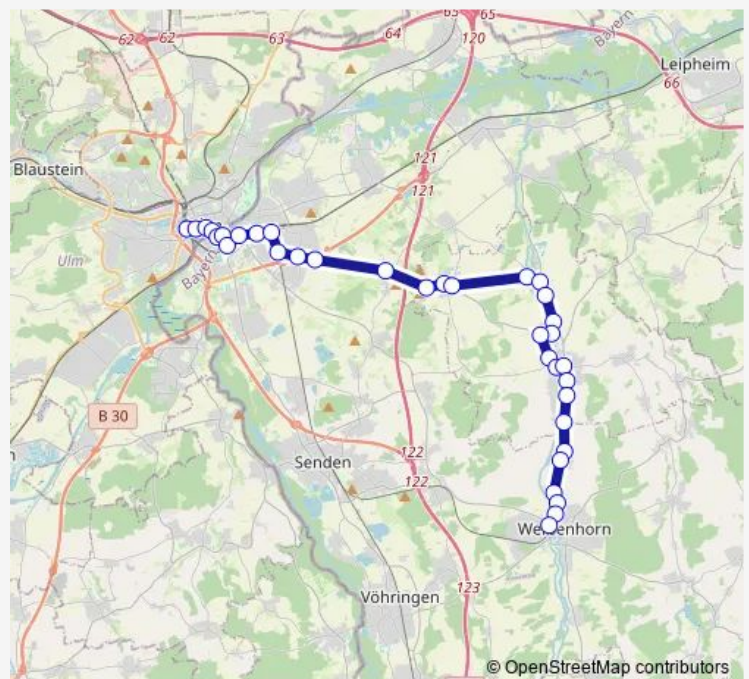 62
62
63
64
65
65
120
Bayern
Leipheim
66
121
121
Blaustein
Ulm
Bayern
B 30
122
122
Senden
Weißenhorn
123
Vöhringen
© OpenStreetMap contributors